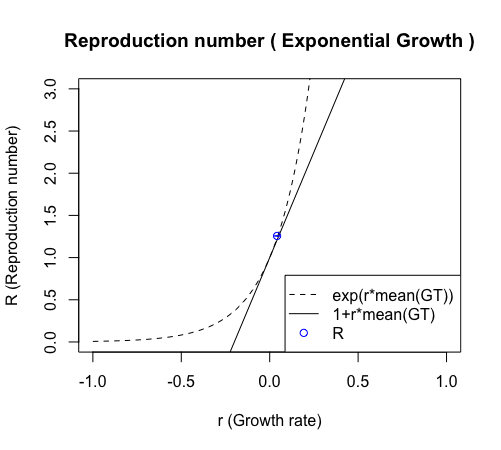 Reproduction number ( Exponential Growth )
R (Reproduction number)
3.0
2.5
2.0
1.5
1.0
0.5
0.0
exp(r*mean(GT))
1+r*mean(GT)
R
-1.0 -0.5 0.0 0.5 1.0
r (Growth rate)